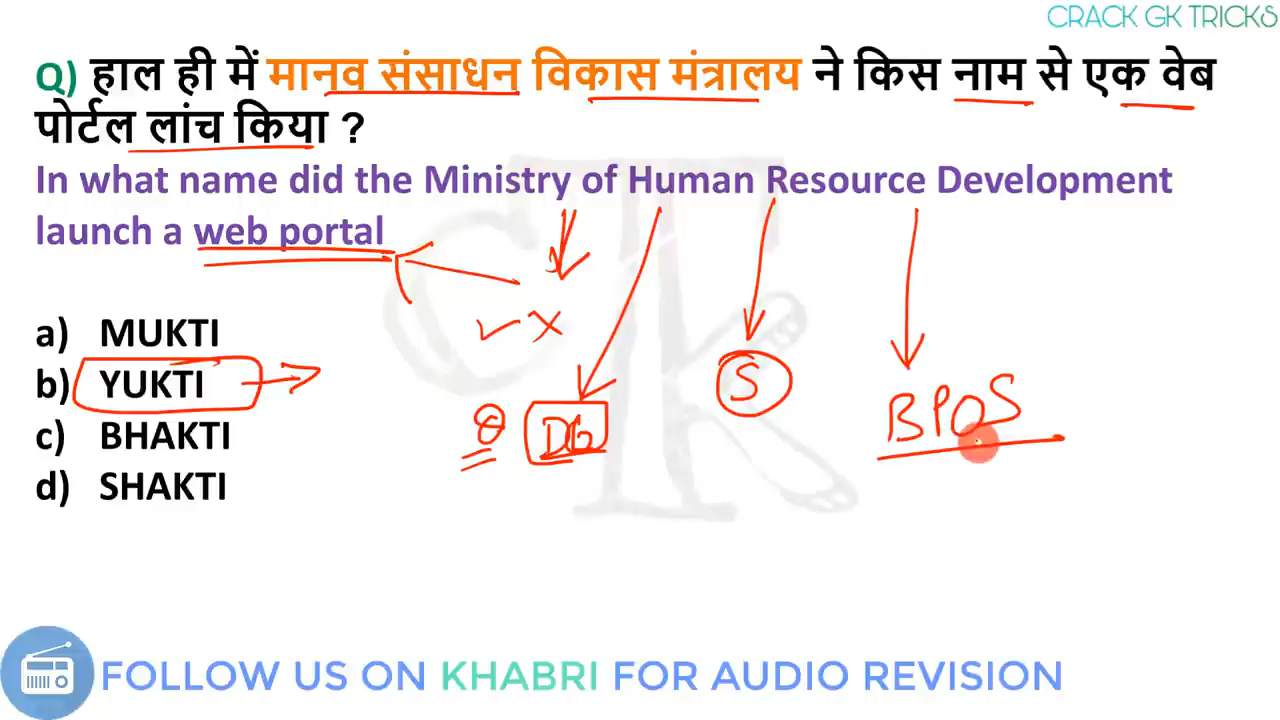 CRACK GK TRICKS
Q) हाल ही में मानव संसाधन विकास मंत्रालय ने किस नाम से एक वेब
पोर्टल लांच किया ?
In what name did the Ministry of Human Resource Development
launch a web portal
a) MUKTI
b) YUKTI
c) BHAKTI
d) SHAKTI
S
BPOS
FOLLOW US ON KHABRI FOR AUDIO REVISION